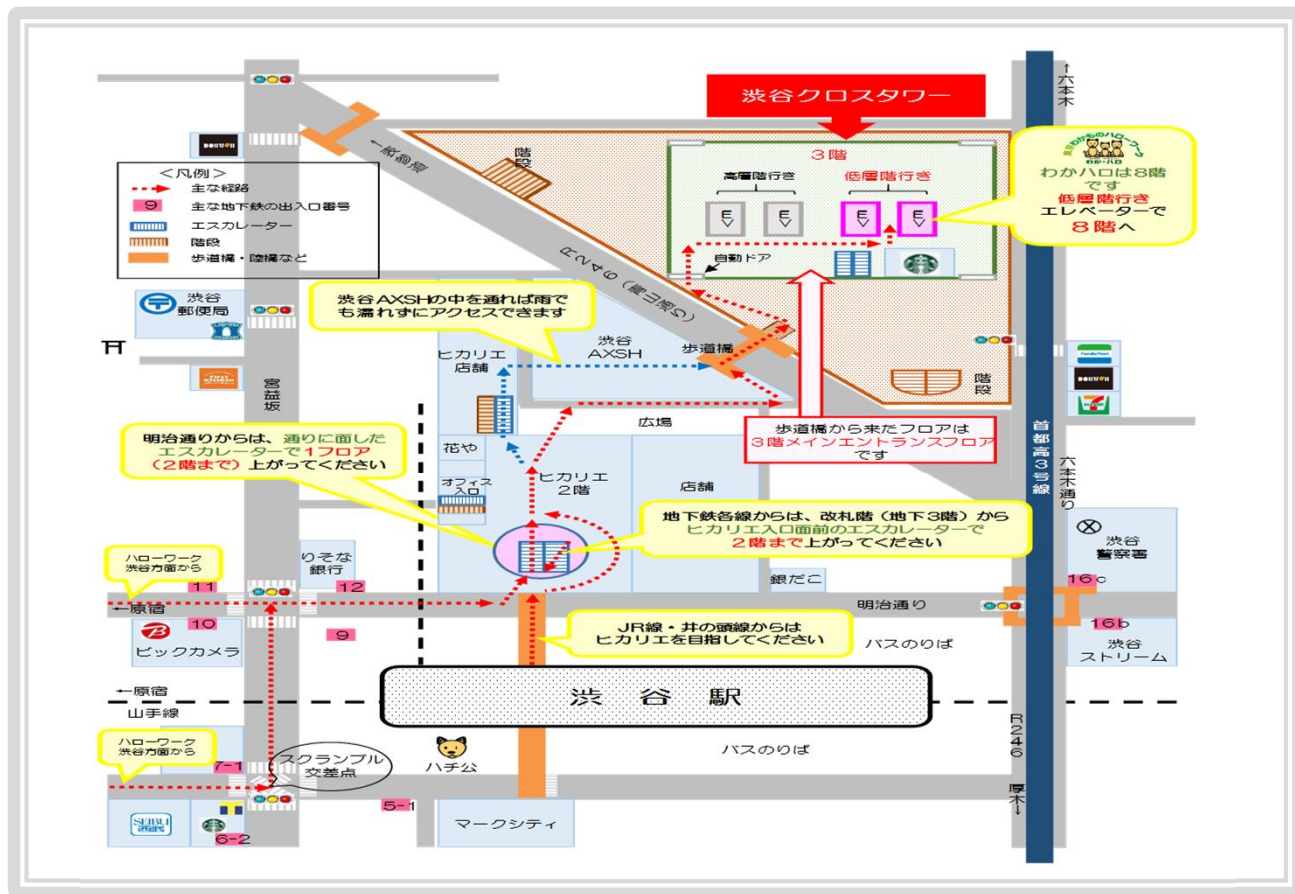 渋谷クロスタワー
↑六本木
3階
高層階行き
低層階行き
EV
EV
EV
EV
わか・ハロ
わかハロは8階
です
低層階行き
エレベーターで
8階へ
自動ドア
階段
R246
DOUTOR
<凡例>
主な経路
9
主な地下鉄の出入口番号
エスカレーター
階段
歩道橋・陸橋など
渋谷
郵便局
LAWSON
宮益坂
渋谷AXSHの中を通れば雨で
も濡れずにアクセスできます
ヒカリエ
店舗
渋谷
AXSH
歩道橋
階段
FamilyMart
DOUTOR
首都高3号線
六本木通り
広場
歩道橋から来たフロアは
3階メインエントランスフロア
です
明治通りからは、通りに面した
エスカレーターで1フロア
(2階まで)上がってください
花や
オフィス
入口
ヒカリエ
2階
店舗
地下鉄各線からは、改札階(地下3階)から
ヒカリエ入口面前のエスカレーターで
2階まで上がってください
渋谷
警察署
16c
ハローワーク
渋谷方面から
11
りそな
銀行
12
銀だこ
←原宿
明治通り
10
ビックカメラ
9
JR線・井の頭線からは
ヒカリエを目指してください
バスのりば
16b
渋谷
ストリーム
渋谷駅
←原宿
山手線
R246
厚木→
ハローワーク
渋谷方面から
7-1
スクランブル
交差点
ハチ公
バスのりば
5-1
SEIBU
西武
6-2
マークシティ